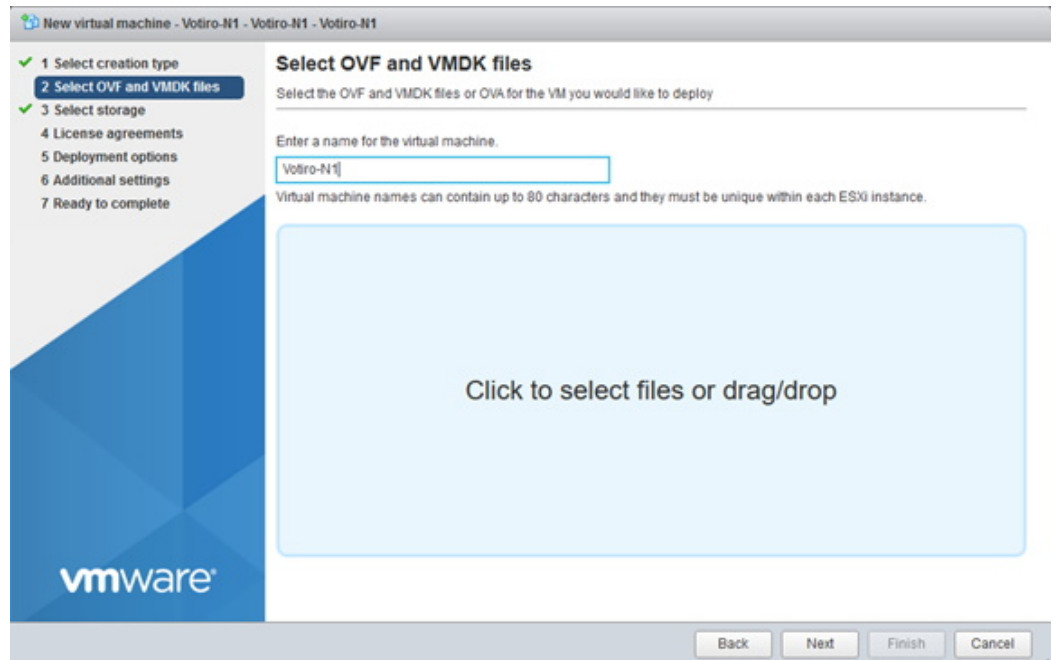 New virtual machine - Votiro-N1 - Votiro-N1 - Votiro-N1
1 Select creation type
2 Select OVF and VMDK files
3 Select storage
4 License agreements
5 Deployment options
6 Additional settings
7 Ready to complete
vmware®
Select OVF and VMDK files
Select the OVF and VMDK files or OVA for the VM you would like to deploy
Enter a name for the virtual machine.
Votiro-N1
Virtual machine names can contain up to 80 characters and they must be unique within each ESXi instance.
Click to select files or drag/drop
Back Next Finish Cancel